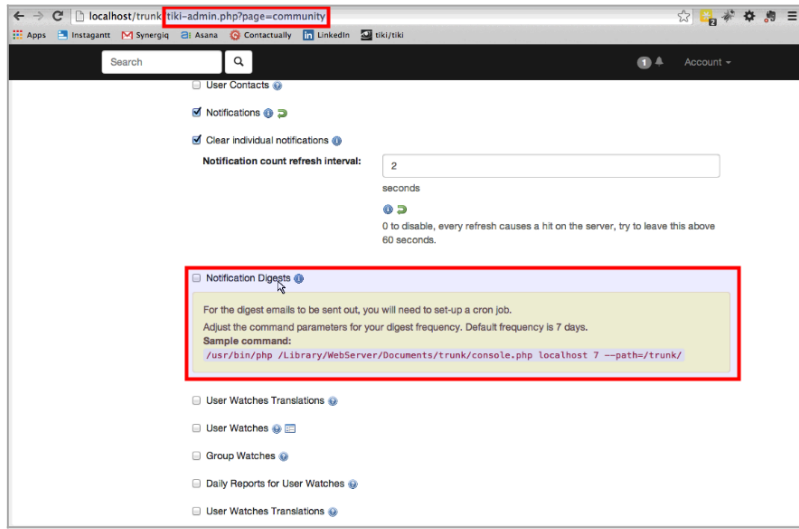 localhost/trunk/tiki-admin.php?page=community
Apps Instagantt Synergiq Asana Contactually LinkedIn tiki/tiki
Search 1 Account
User Contacts
Notifications
Clear individual notifications
Notification count refresh interval: 2
seconds
0 to disable, every refresh causes a hit on the server, try to leave this above
60 seconds.
Notification Digests
For the digest emails to be sent out, you will need to set-up a cron job.
Adjust the command parameters for your digest frequency. Default frequency is 7 days.
Sample command:
/usr/bin/php /Library/WebServer/Documents/trunk/console.php localhost 7 --path=/trunk/
User Watches Translations
User Watches
Group Watches
Daily Reports for User Watches
User Watches Translations